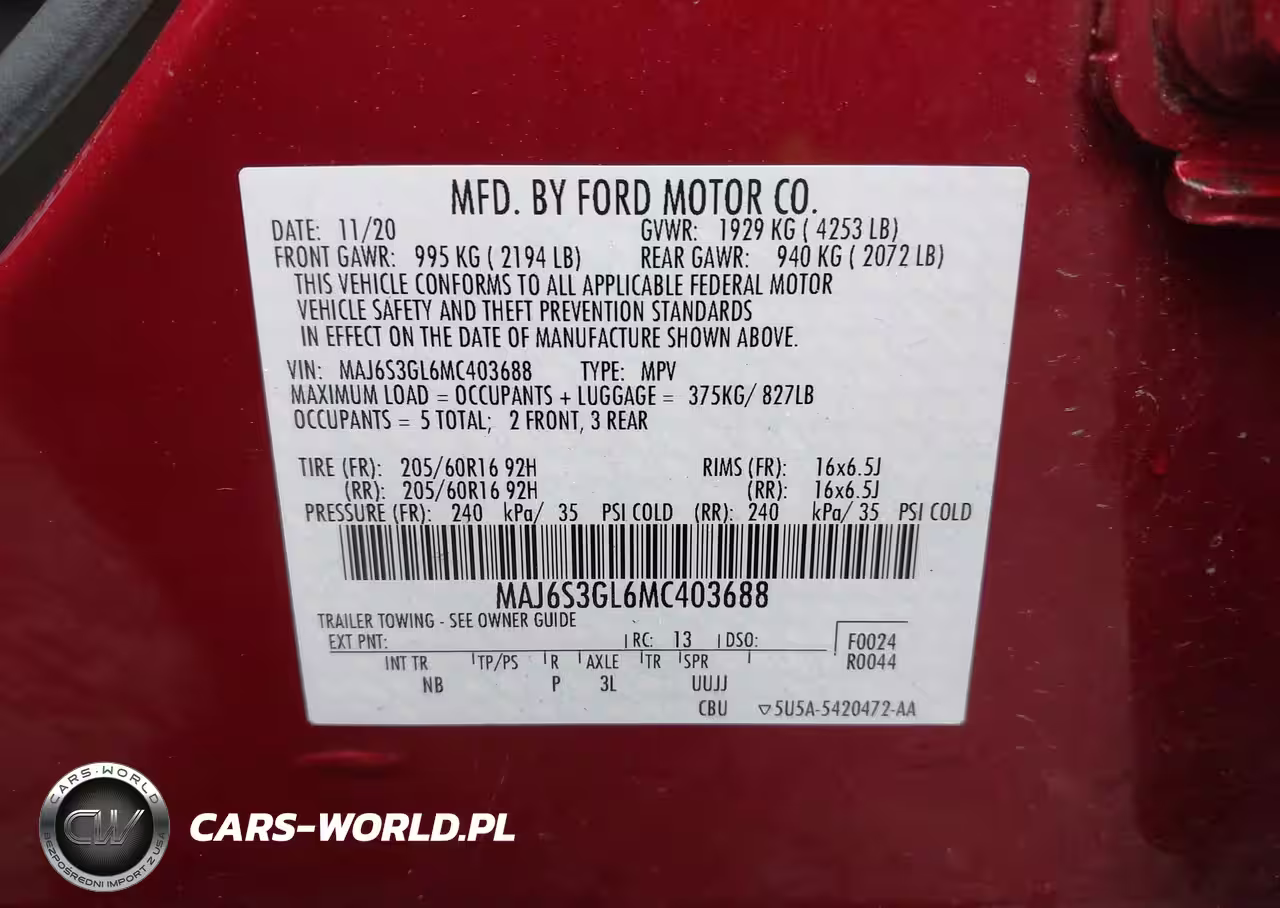 MFD. BY FORD MOTOR CO.
DATE: 11/20 GVWR: 1929 KG ( 4253 LB)
FRONT GAWR: 995 KG ( 2194 LB) REAR GAWR: 940 KG ( 2072 LB)
THIS VEHICLE CONFORMS TO ALL APPLICABLE FEDERAL MOTOR
VEHICLE SAFETY AND THEFT PREVENTION STANDARDS
IN EFFECT ON THE DATE OF MANUFACTURE SHOWN ABOVE.
VIN: MAJ6S3GL6MC403688 TYPE: MPV
MAXIMUM LOAD = OCCUPANTS + LUGGAGE = 375KG/ 827LB
OCCUPANTS = 5 TOTAL; 2 FRONT, 3 REAR
TIRE (FR): 205/60R16 92H RIMS (FR): 16x6.5J
(RR): 205/60R16 92H (RR): 16x6.5J
PRESSURE (FR): 240 kPa/ 35 PSI COLD (RR): 240 kPa/ 35 PSI COLD
MAJ6S3GL6MC403688
TRAILER TOWING - SEE OWNER GUIDE
EXT PNT: RC: 13 DSO: F0024
INT TR TP/PS R AXLE TR SPR R0044
NB P 3L UUJJ
CBU 5U5A-5420472-AA
CARS-WORLD
CW
BEZPOŚREDNI IMPORT Z USA
CARS-WORLD.PL